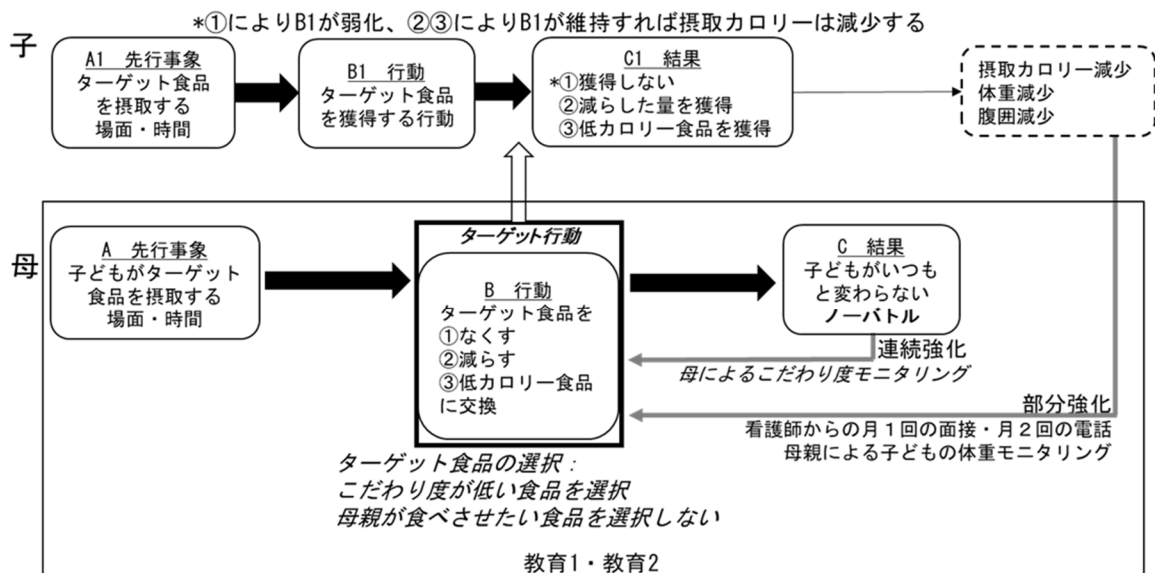 *①によりB1が弱化、②③によりB1が維持すれば摂取カロリーは減少する
子
A1 先行事象
ターゲット食品
を摂取する
場面・時間
B1 行動
ターゲット食品
を獲得する行動
C1 結果
*①獲得しない
②減らした量を獲得
③低カロリー食品を獲得
摂取カロリー減少
体重減少
腹囲減少
母
A 先行事象
子どもがターゲット
食品を摂取する
場面・時間
ターゲット行動
B 行動
ターゲット食品を
①なくす
②減らす
③低カロリー食品
に交換
C 結果
子どもがいつも
と変わらない
ノーバトル
連続強化
母によるこだわり度モニタリング
部分強化
看護師からの月1回の面接・月2回の電話
母親による子どもの体重モニタリング
ターゲット食品の選択：
こだわり度が低い食品を選択
母親が食べさせたい食品を選択しない
教育1・教育2